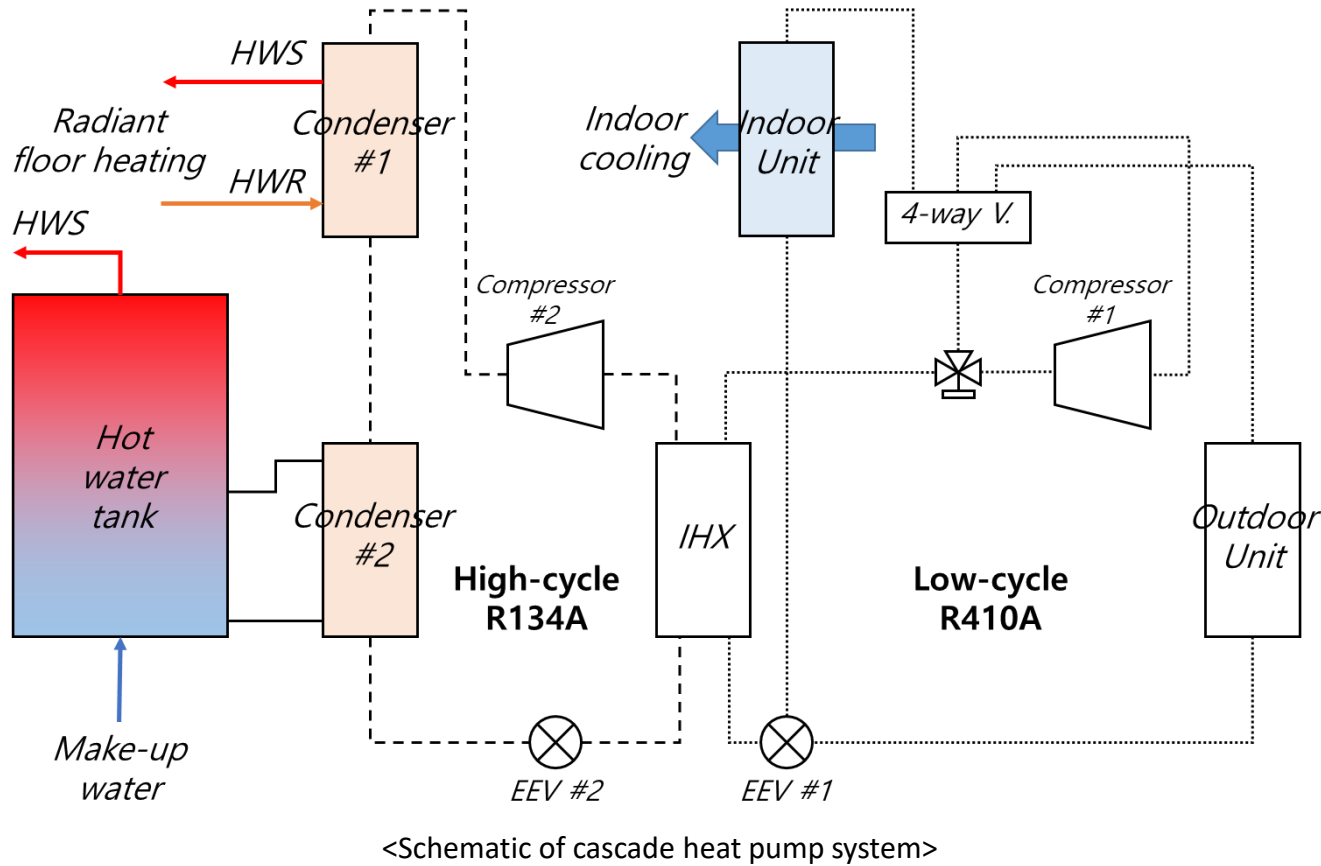 HWS
Radiant
floor heating
HWR
HWS
Condenser
#1
Indoor
cooling
Indoor
Unit
4-way V.
Compressor
#2
Compressor
#1
Hot
water
tank
Condenser
#2
High-cycle
R134A
IHX
Low-cycle
R410A
Outdoor
Unit
Make-up
water
EEV #2
EEV #1
<Schematic of cascade heat pump system>